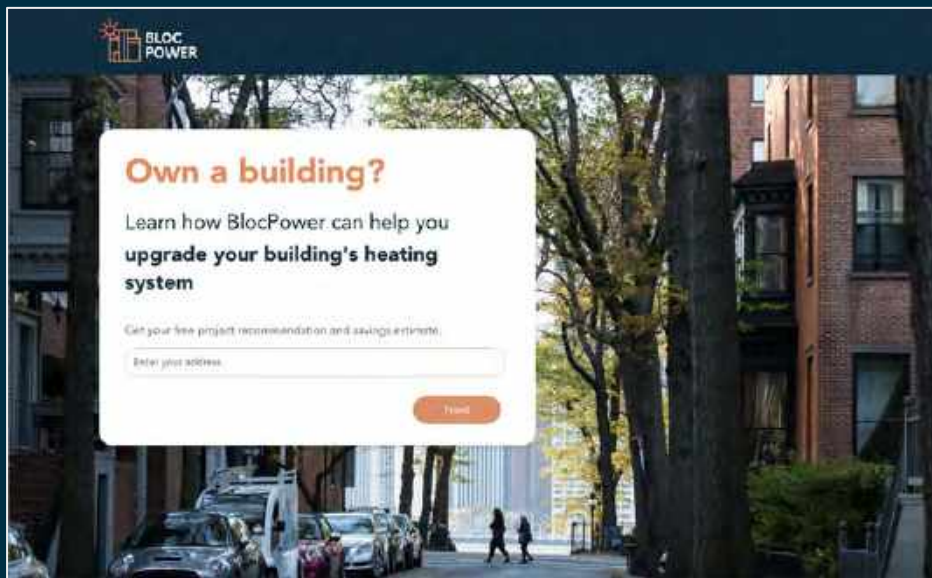 BLOC
POWER
Own a building?
Learn how BlocPower can help you
upgrade your building's heating
system
Get your free project recommendation and savings estimate.
Enter your address
Next